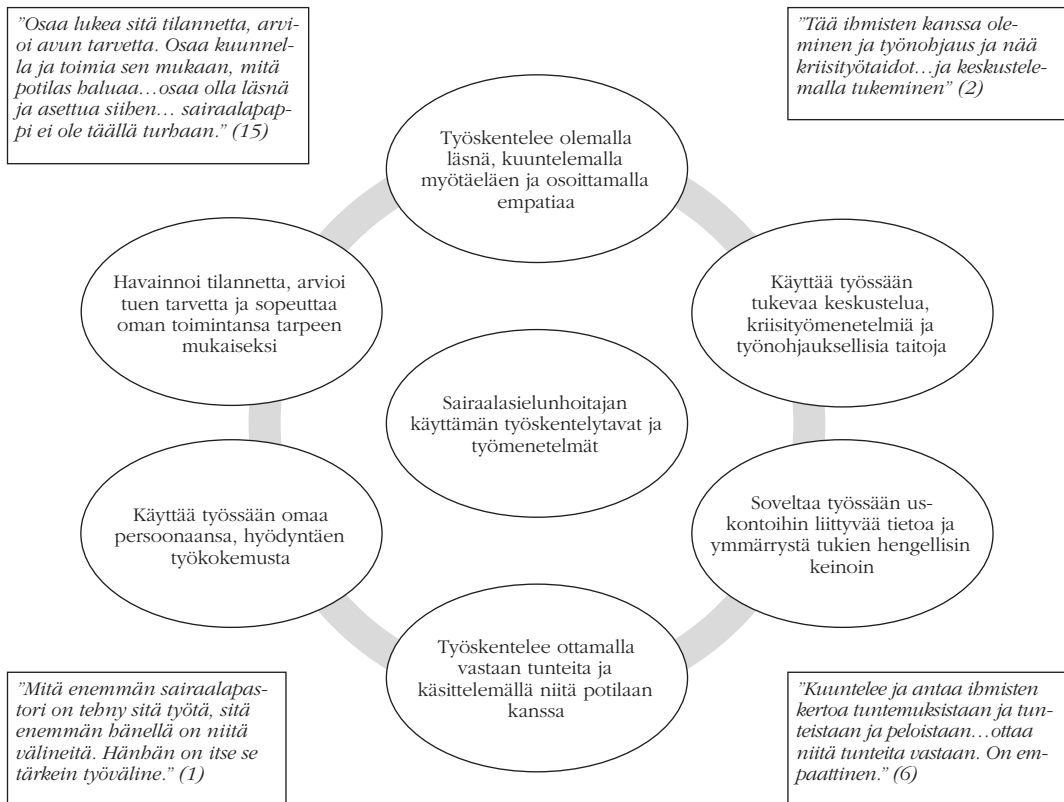 ”Osaa lukea sitä tilannetta, arvi-
oi avun tarvetta. Osaa kuunnel-
la ja toimia sen mukaan, mitä
potilas haluaa…osaa olla läsnä
ja asettua siihen… sairaalapap-
pi ei ole täällä turhaan.” (15)
”Tää ihmisten kanssa ole-
minen ja työnohjaus ja nää
kriisityötaidot…ja keskustele-
malla tukeminen” (2)
Työskentelee olemalla
läsnä, kuuntelemalla
myötäeläen ja osoittamalla
empatiaa
Havainnoi tilannetta, arvioi
tuen tarvetta ja sopeuttaa
oman toimintansa tarpeen
mukaiseksi
Käyttää työssään
tukevaa keskustelua,
kriisityömenetelmiä ja
työnohjauksellisia taitoja
Sairaalasielunhoitajan
käyttämän työskentelytavat ja
työmenetelmät
Käyttää työssään omaa
persoonaansa, hyödyntäen
työkokemusta
Soveltaa työssään us-
kontoihin liittyvää tietoa ja
ymmärrystä tukien hengellisin
keinoin
Työskentelee ottamalla
vastaan tunteita ja
käsittelemällä niitä potilaan
kanssa
”Mitä enemmän sairaalapas-
tori on tehny sitä työtä, sitä
enemmän hänellä on niitä
välineitä. Hänhän on itse se
tärkein työväline.” (1)
”Kuuntelee ja antaa ihmisten
kertoa tuntemuksistaan ja tun-
teistaan ja peloistaan…ottaa
niitä tunteita vastaan. On em-
paattinen.” (6)